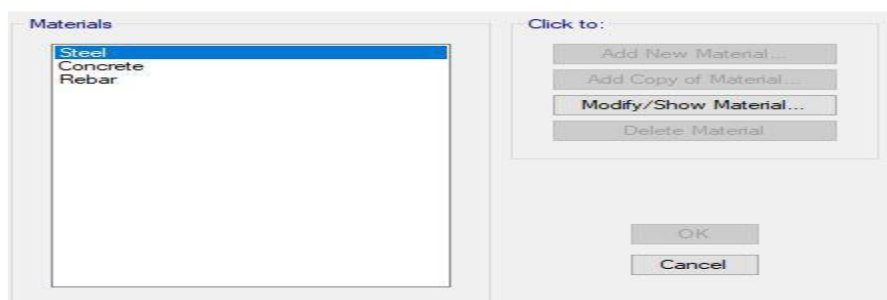 Materials
Steel
Concrete
Rebar
Click to:
Add New Material...
Add Copy of Material...
Modify/Show Material...
Delete Material
OK
Cancel